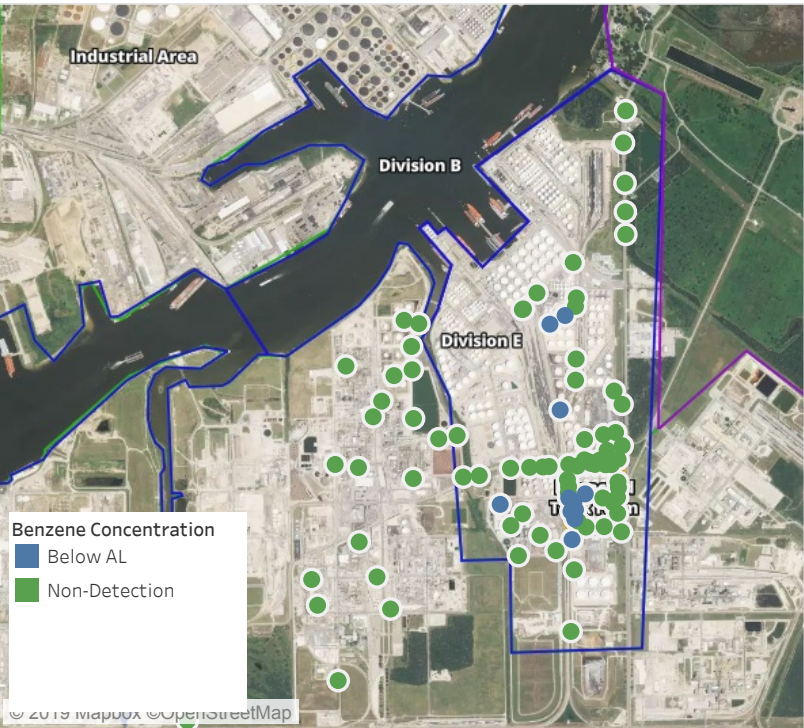 Industrial Area
Division B
Division E
Benzene Concentration
Below AL
Non-Detection
© 2019 Mapbox ©OpenStreetMap